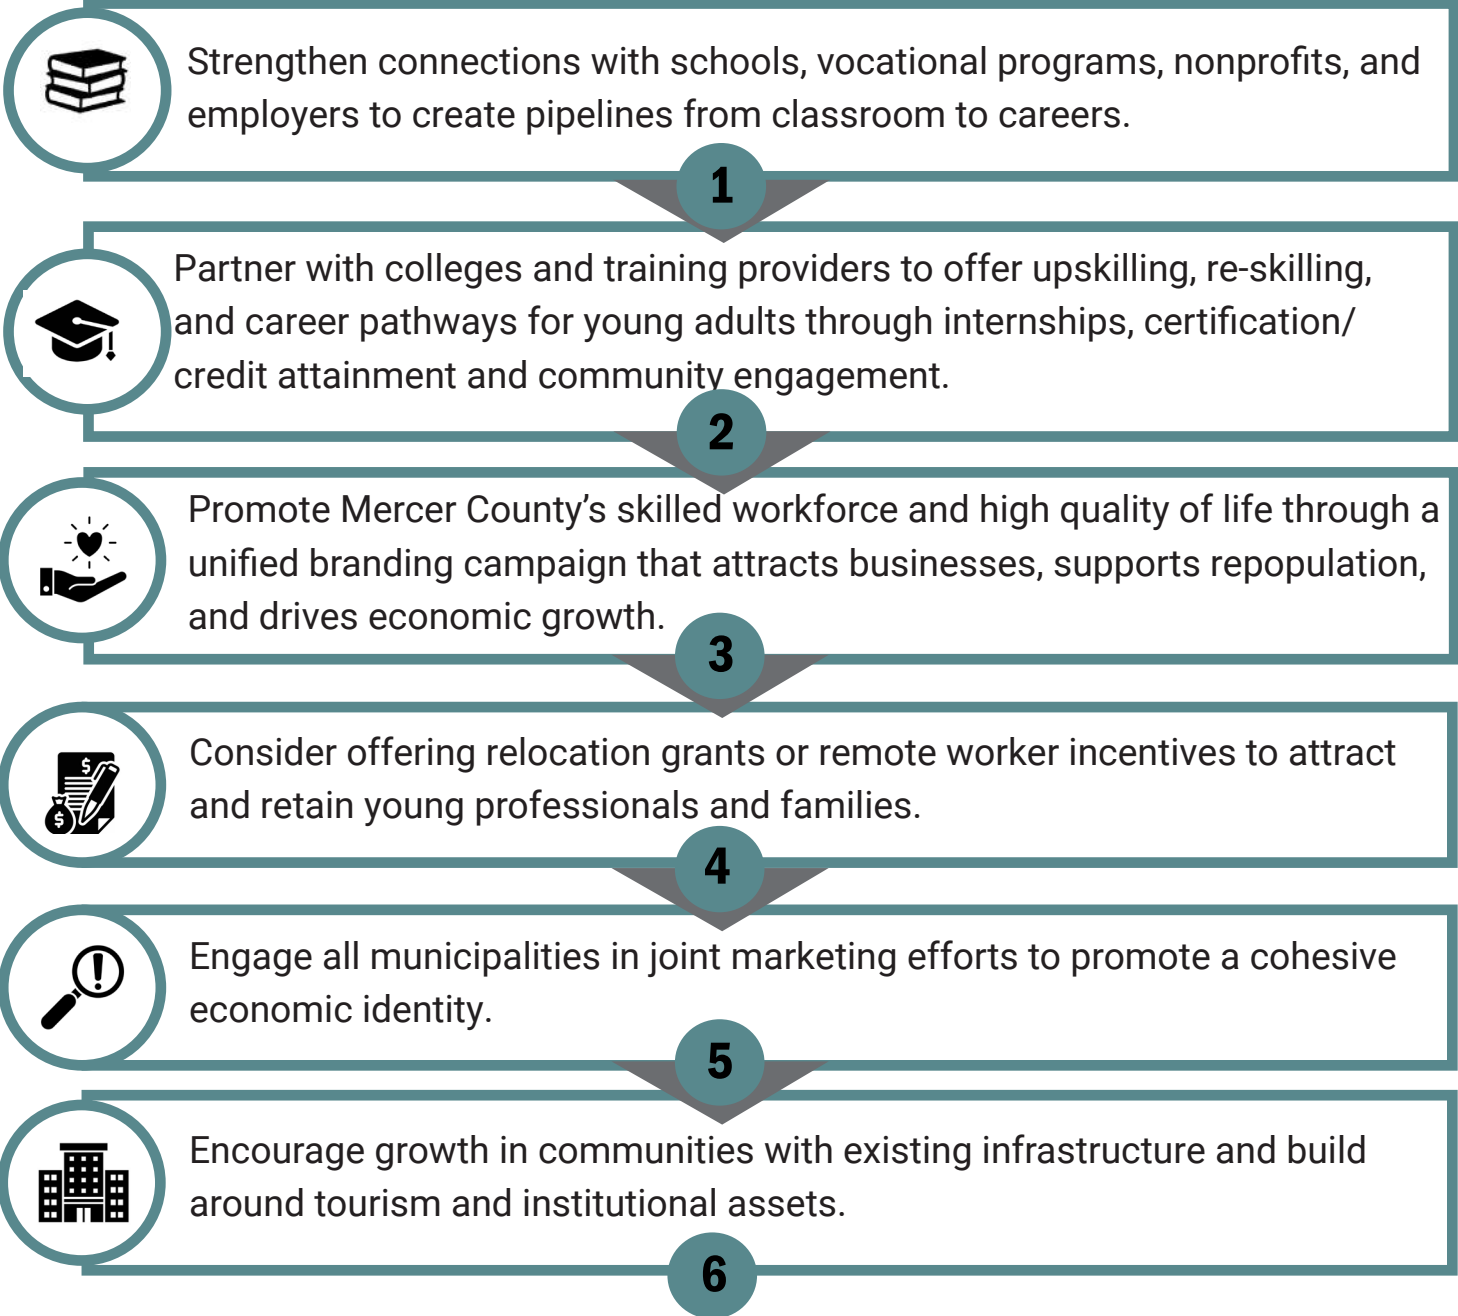 Strengthen connections with schools, vocational programs, nonprofits, and
employers to create pipelines from classroom to careers.
1
Partner with colleges and training providers to offer upskilling, re-skilling,
and career pathways for young adults through internships, certification/
credit attainment and community engagement.
2
Promote Mercer County’s skilled workforce and high quality of life through a
unified branding campaign that attracts businesses, supports repopulation,
and drives economic growth.
3
$
$
Consider offering relocation grants or remote worker incentives to attract
and retain young professionals and families.
4
!
Engage all municipalities in joint marketing efforts to promote a cohesive
economic identity.
5
Encourage growth in communities with existing infrastructure and build
around tourism and institutional assets.
6